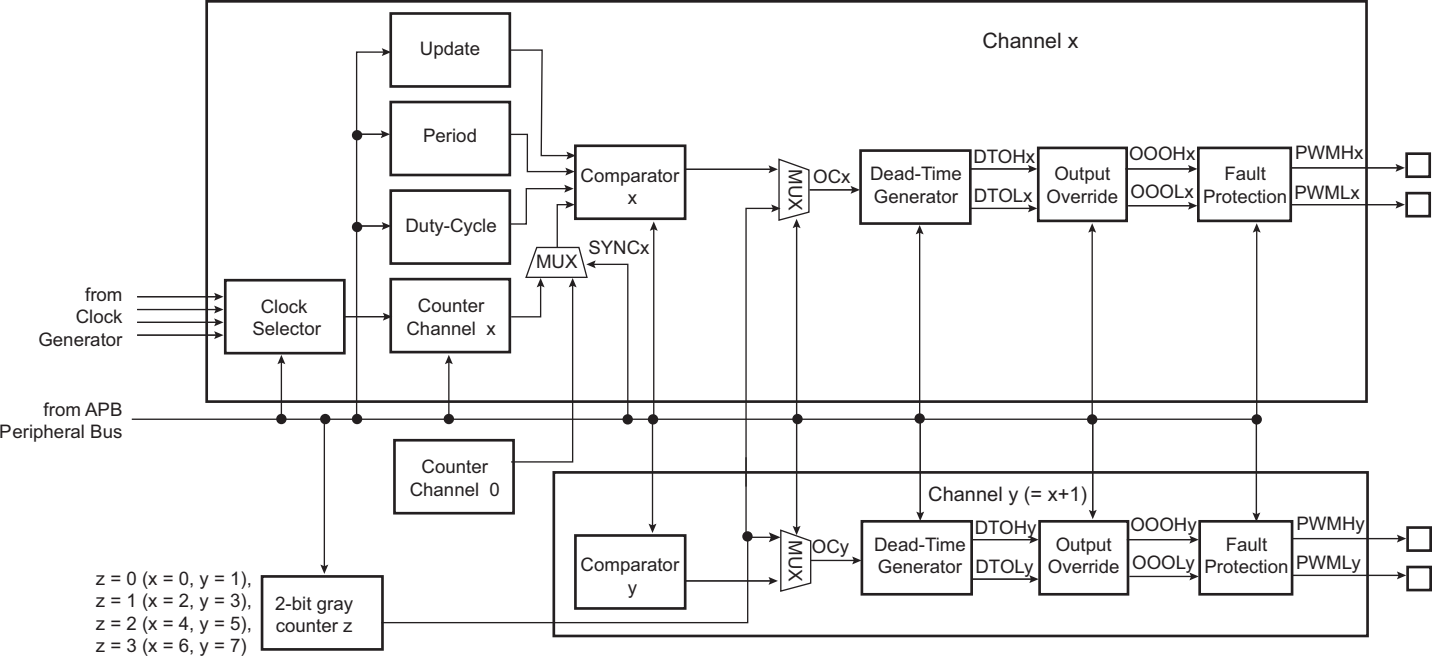 Channel x
Update
Period
Duty-Cycle
Comparator
x
MUX
SYNCx
from
Clock
Generator
Clock
Selector
Counter
Channel x
MUX
OCx
Dead-Time
Generator
DTOHx
DTOLx
Output
Override
OOOHx
OOOLx
Fault
Protection
PWMHx
PWMLx
from APB
Peripheral Bus
Counter
Channel 0
Channel y (= x+1)
Comparator
y
MUX
OCy
Dead-Time
Generator
DTOHy
DTOLy
Output
Override
OOOHy
OOOLy
Fault
Protection
PWMHy
PWMLy
z = 0 (x = 0, y = 1),
z = 1 (x = 2, y = 3),
z = 2 (x = 4, y = 5),
z = 3 (x = 6, y = 7)
2-bit gray
counter z